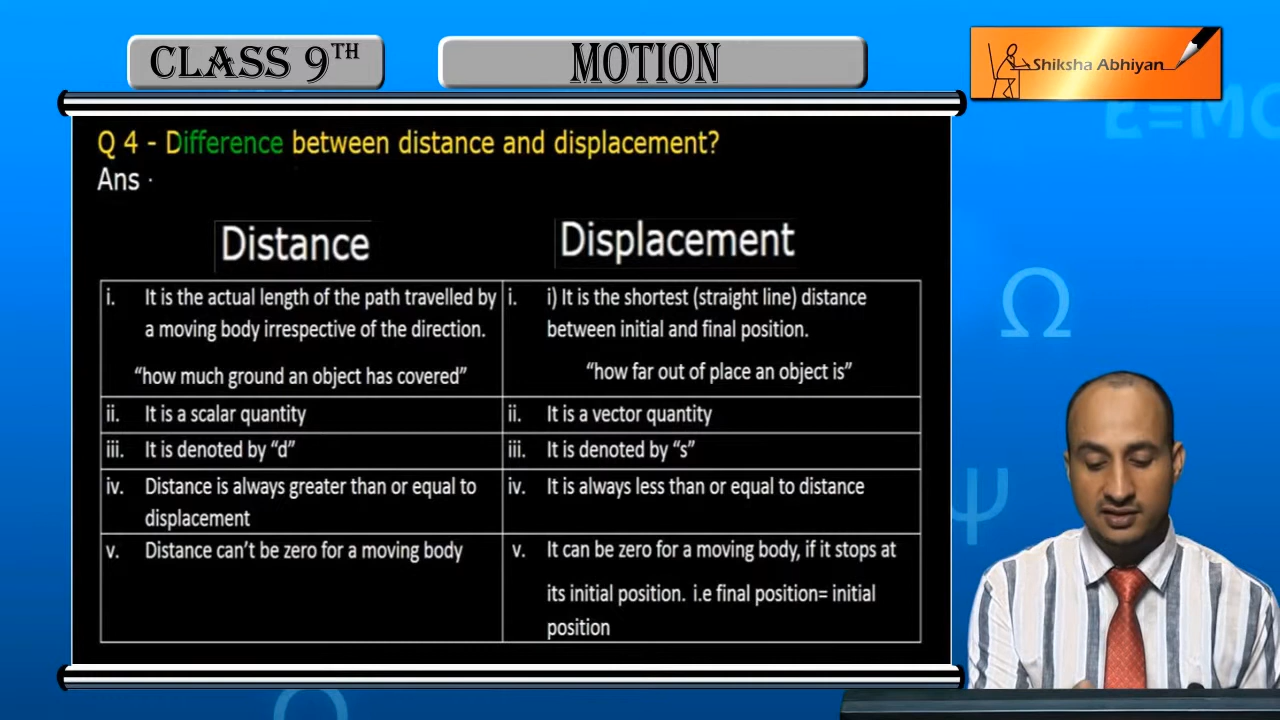 CLASS 9TH
MOTION
Shiksha Abhiyan
E=MC
Q 4 - Difference between distance and displacement?
Ans
Distance
Displacement
i. It is the actual length of the path travelled by
a moving body irrespective of the direction.
"how much ground an object has covered"
i. i) It is the shortest (straight line) distance
between initial and final position.
"how far out of place an object is"
ii. It is a scalar quantity
ii. It is a vector quantity
iii. It is denoted by "d"
iii. It is denoted by "s"
iv. Distance is always greater than or equal to
displacement
iv. It is always less than or equal to distance
v. Distance can't be zero for a moving body
v. It can be zero for a moving body, if it stops at
its initial position. i.e final position= initial
position
Ω
Ψ
Ω